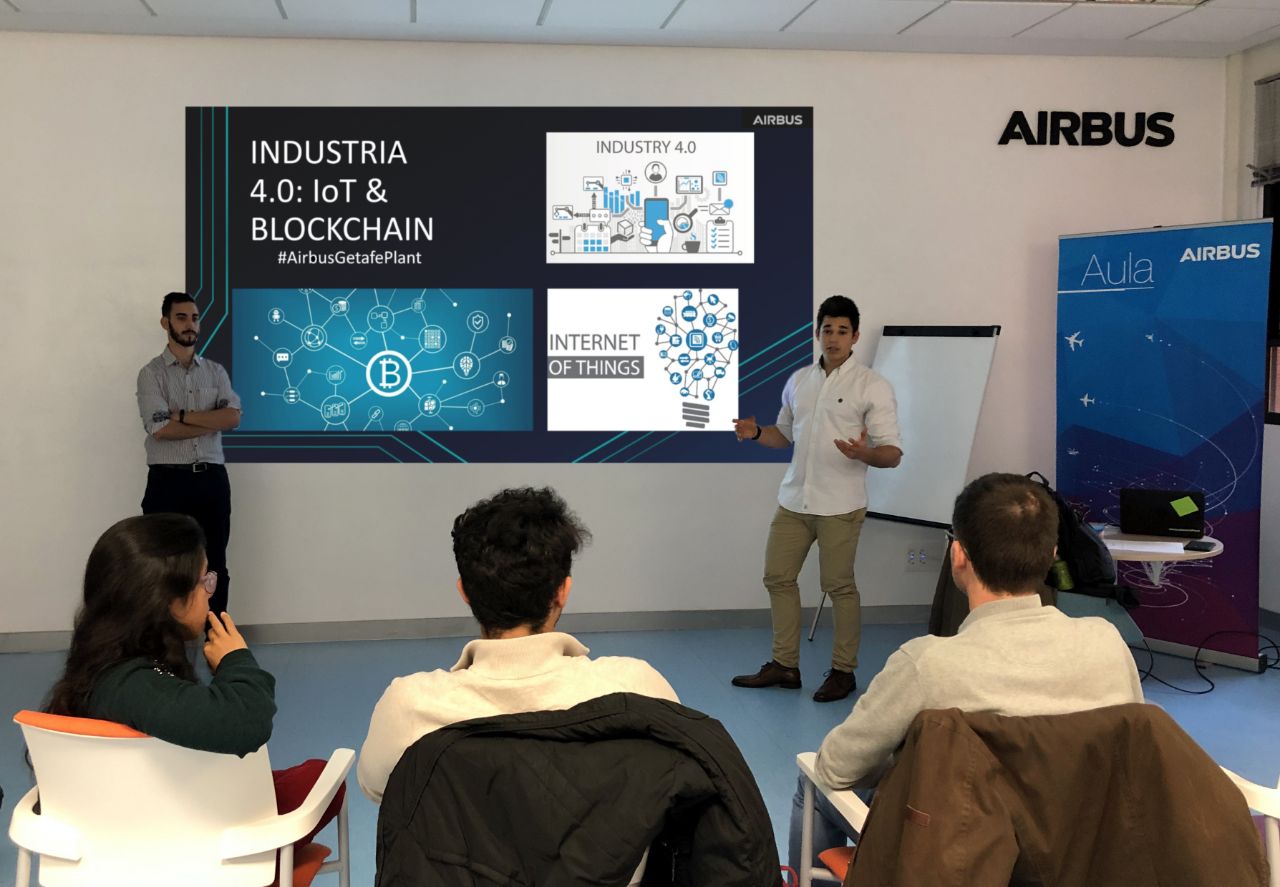 AIRBUS
INDUSTRIA
4.0: IoT &
BLOCKCHAIN
#AirbusGetafePlant
INDUSTRY 4.0
INTERNET
OF THINGS
AIRBUS
Aula
AIRBUS